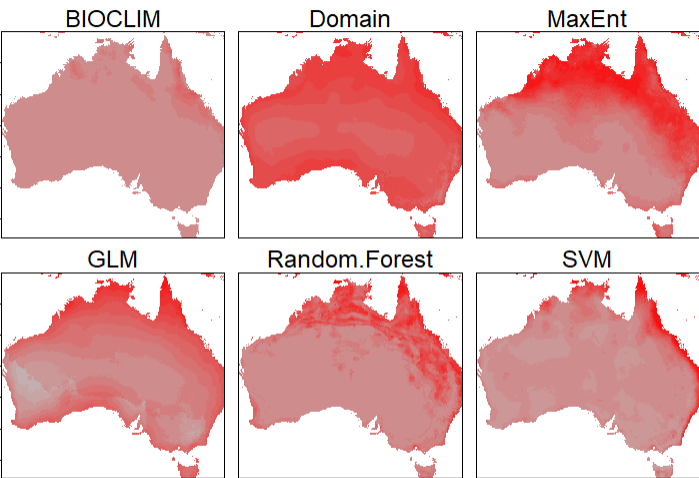 BIOCLIM
Domain
MaxEnt
GLM
Random.Forest
SVM